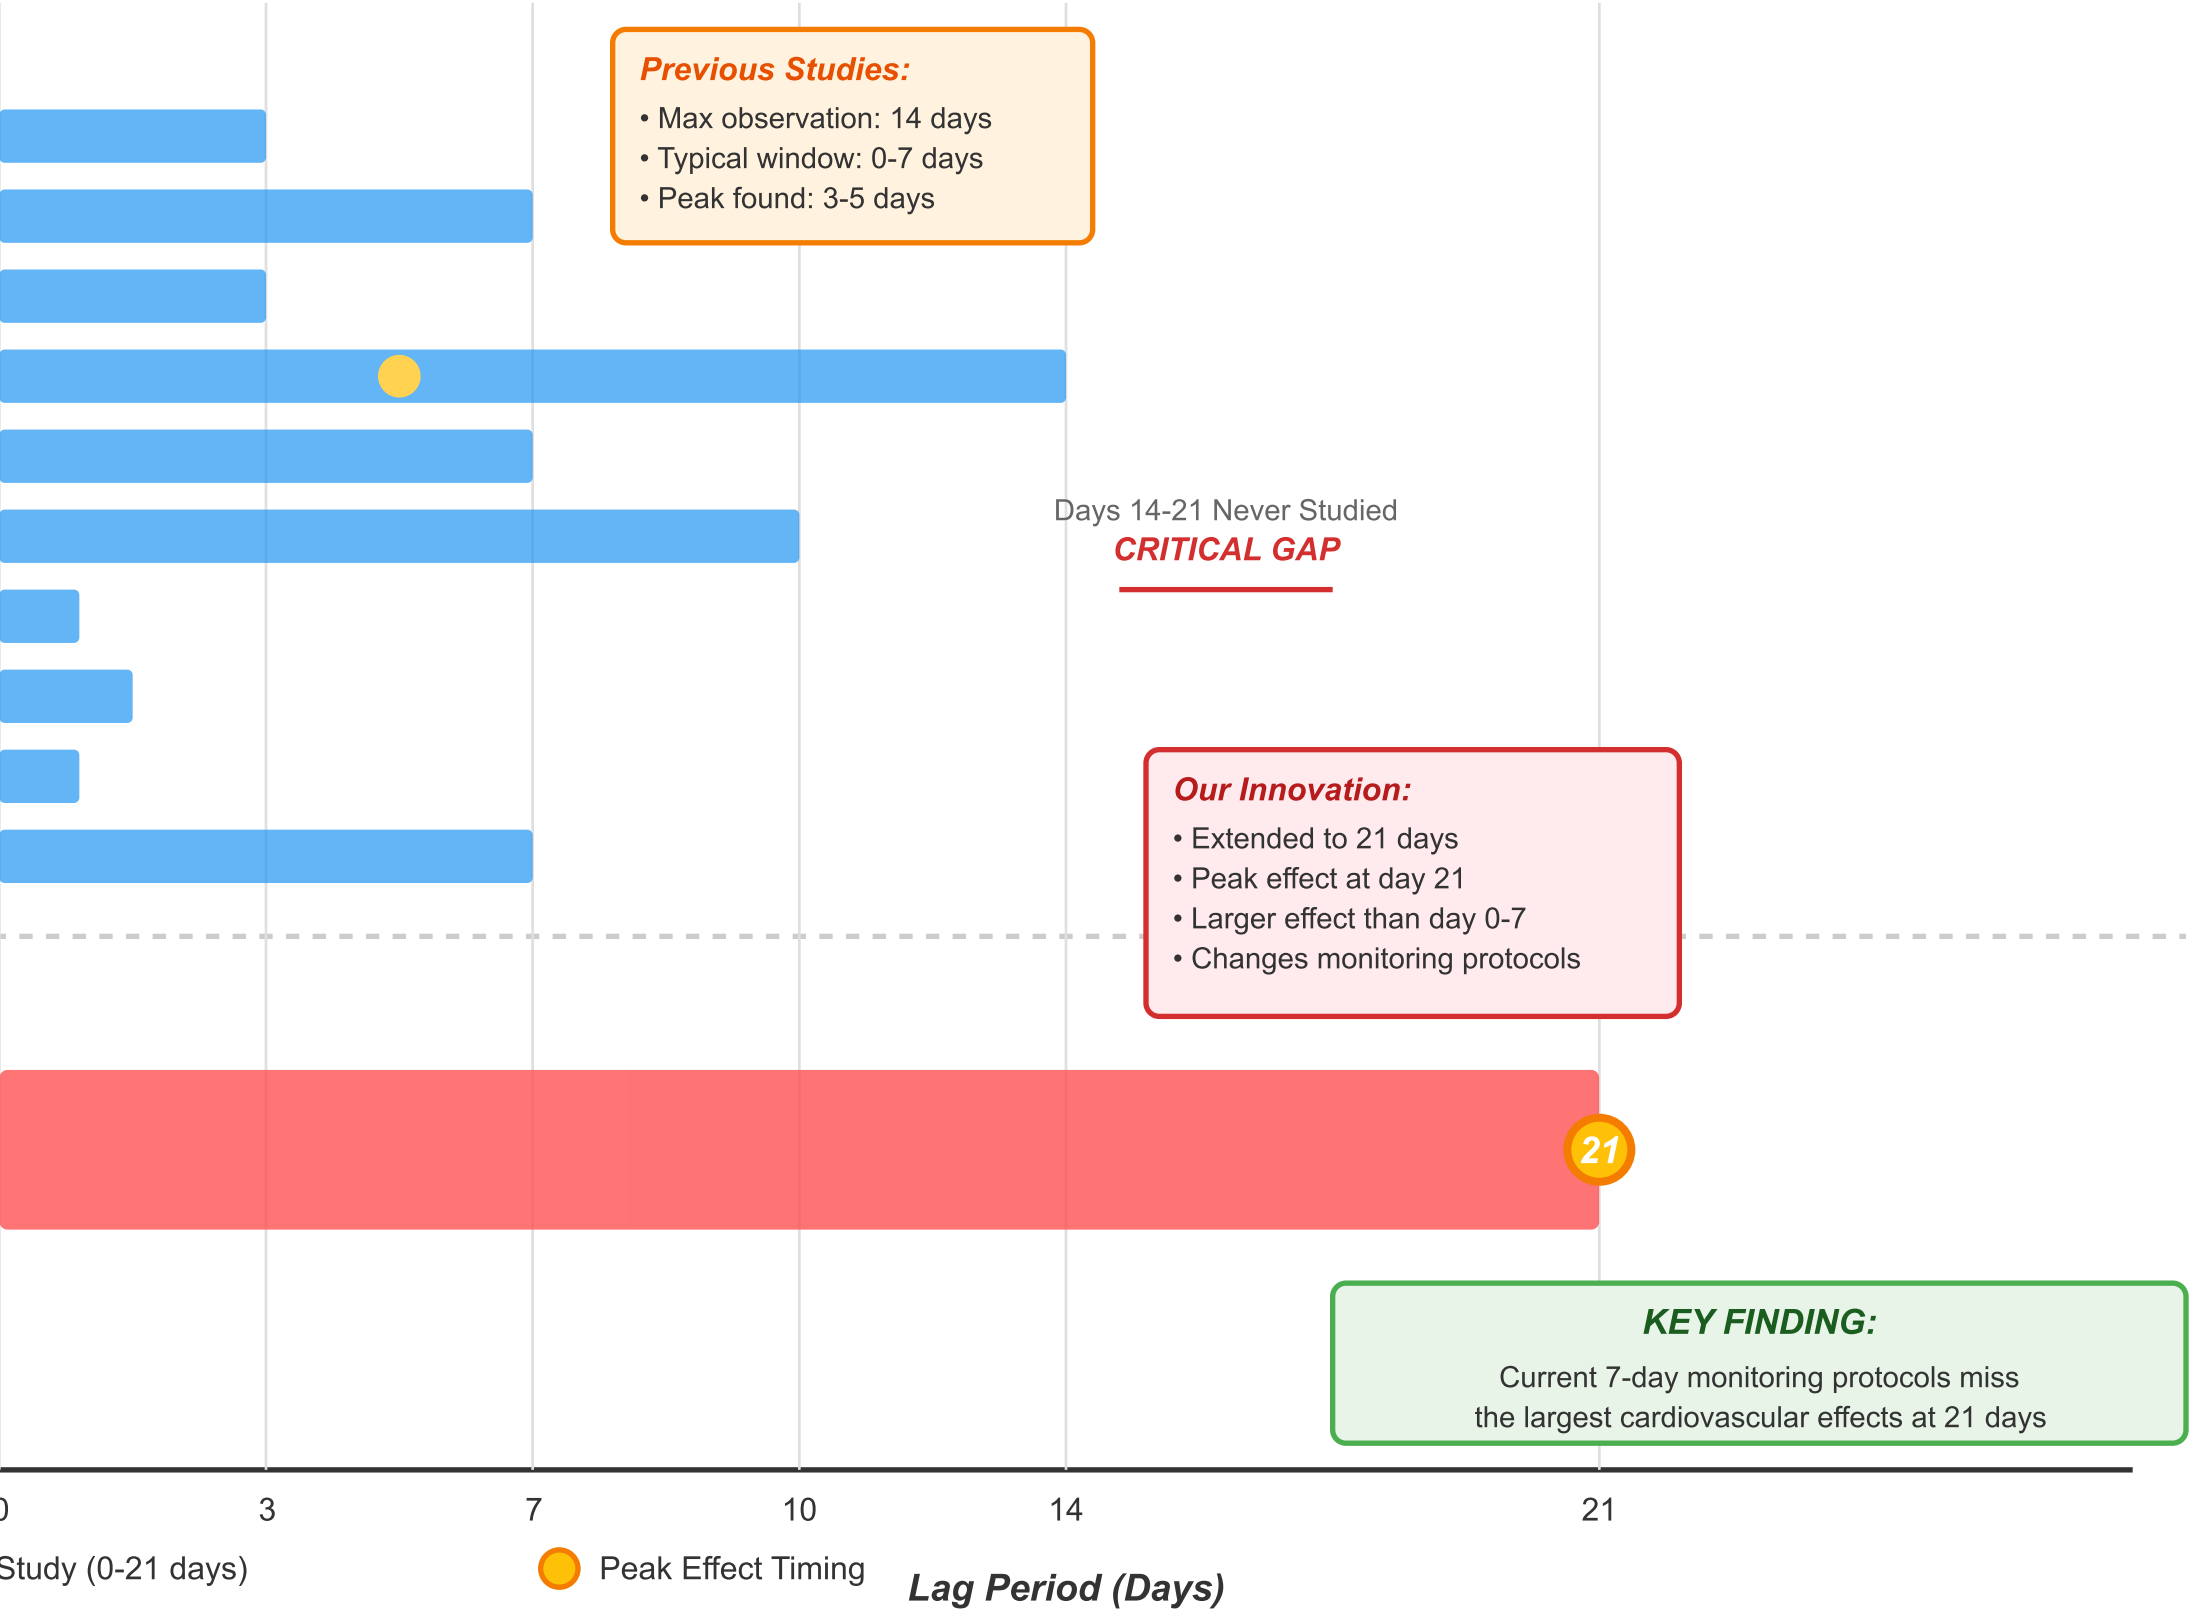 Previous Studies:
• Max observation: 14 days
• Typical window: 0-7 days
• Peak found: 3-5 days
Days 14-21 Never Studied
CRITICAL GAP
Our Innovation:
• Extended to 21 days
• Peak effect at day 21
• Larger effect than day 0-7
• Changes monitoring protocols
21
KEY FINDING:
Current 7-day monitoring protocols miss
the largest cardiovascular effects at 21 days
0 3 7 10 14 21
Study (0-21 days)
Peak Effect Timing
Lag Period (Days)